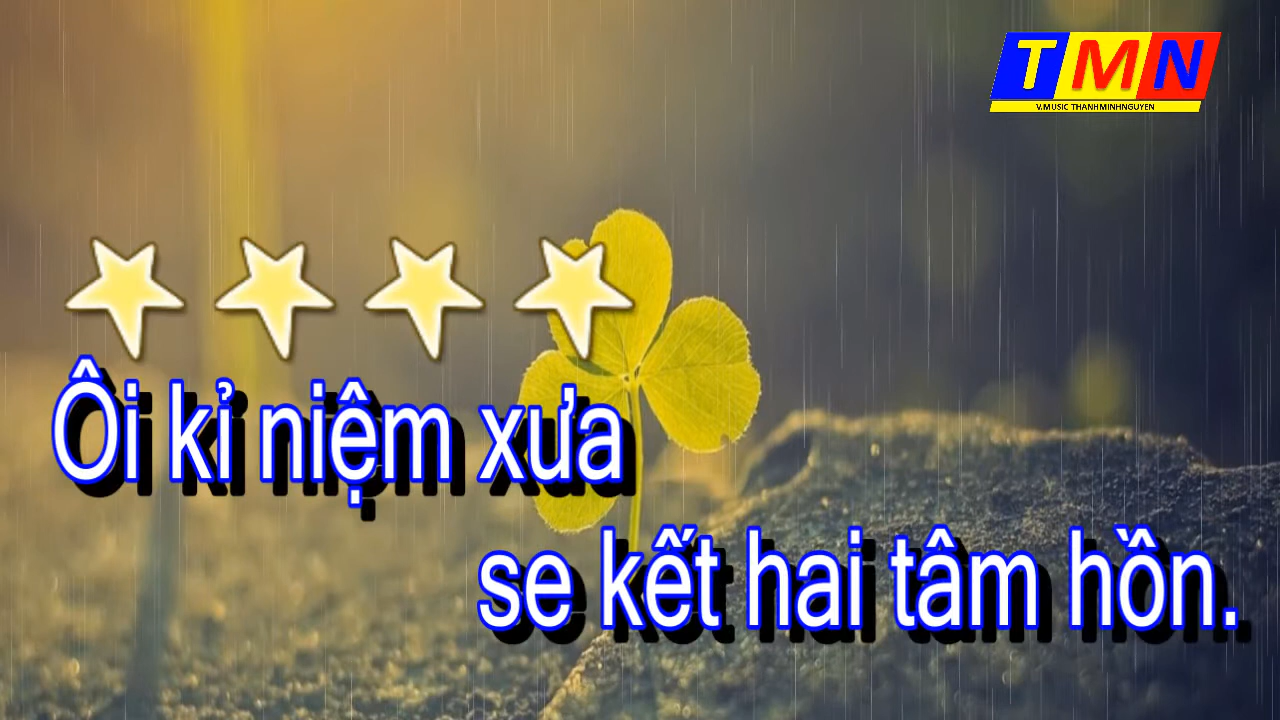 TMN
V.MUSIC THANHMINHNGUYEN
Ôi kỉ niệm xưa
se kết hai tâm hồn.